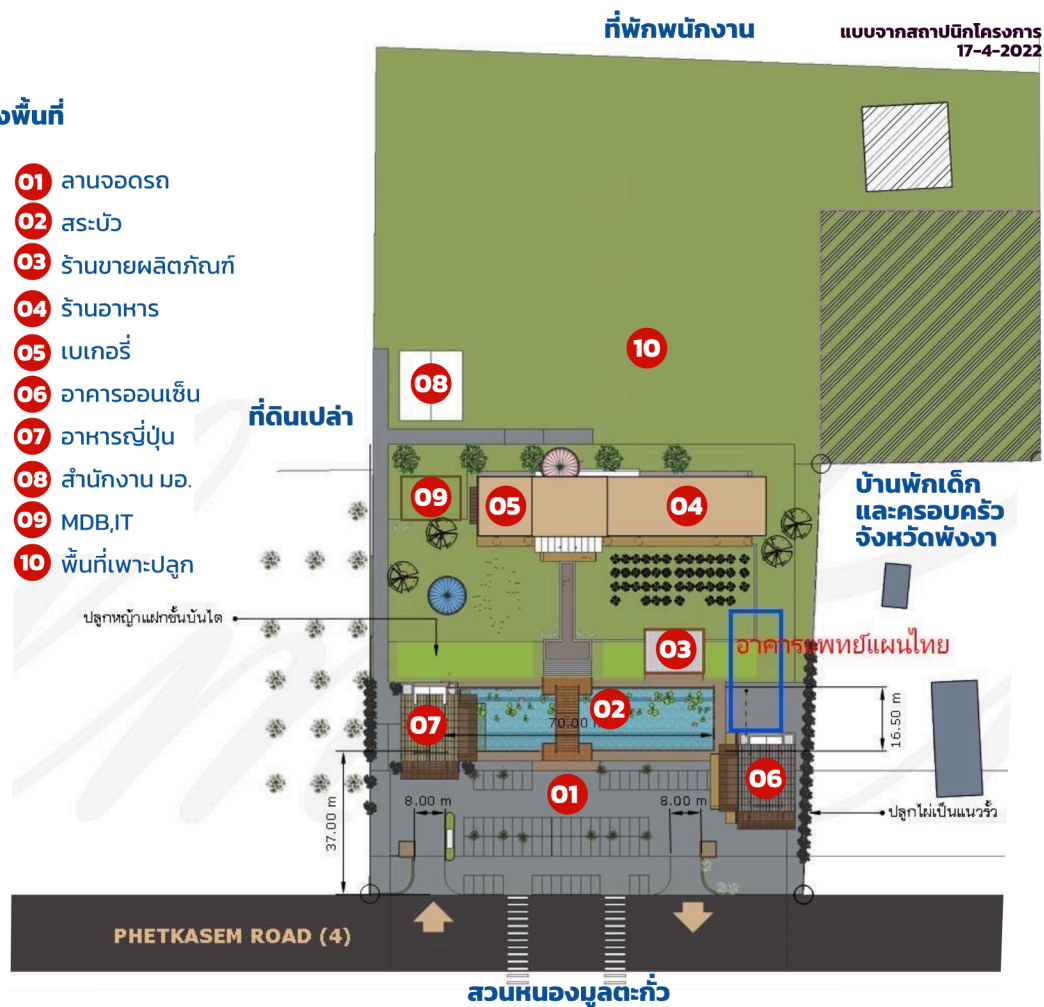 ที่พักพนักงาน
แบบจากสถาปนิกโครงการ
17-4-2022
งพื้นที่
01 ลานจอดรถ
02 สระบัว
03 ร้านขายผลิตภัณฑ์
04 ร้านอาหาร
05 เบเกอรี่
06 อาคารออนเซ็น
07 อาหารญี่ปุ่น
08 สำนักงาน มอ.
09 MDB,IT
10 พื้นที่เพาะปลูก
10
08
ที่ดินเปล่า
09
05
04
บ้านพักเด็ก
และครอบครัว
จังหวัดพังงา
ปลูกหญ้าแฝกขั้นบันได
03
อาคารแพทย์แผนไทย
07
02
70.00 m
16.50 m
06
01
8.00 m
8.00 m
37.00 m
ปลูกไผ่เป็นแนวรั้ว
PHETKASEM ROAD (4)
สวนหนองมูลตะกั่ว